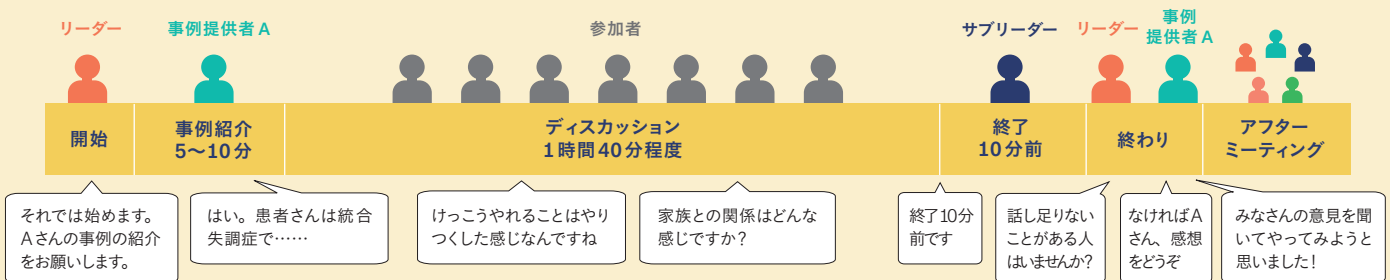 リーダー
事例提供者A
参加者
サブリーダー
リーダー
事例
提供者A
開始
事例紹介
5〜10分
ディスカッション
1時間40分程度
終了
10分前
終わり
アフター
ミーティング
それでは始めます。
Aさんの事例の紹介
をお願いします。
はい。患者さんは統合
失調症で……
けっこうやれることはやり
つくした感じなんですね
家族との関係はどんな
感じですか?
終了10分
前です
話し足りない
ことがある人
はいませんか?
なければA
さん、感想
をどうぞ
みなさんの意見を聞
いてやってみようと
思いました!